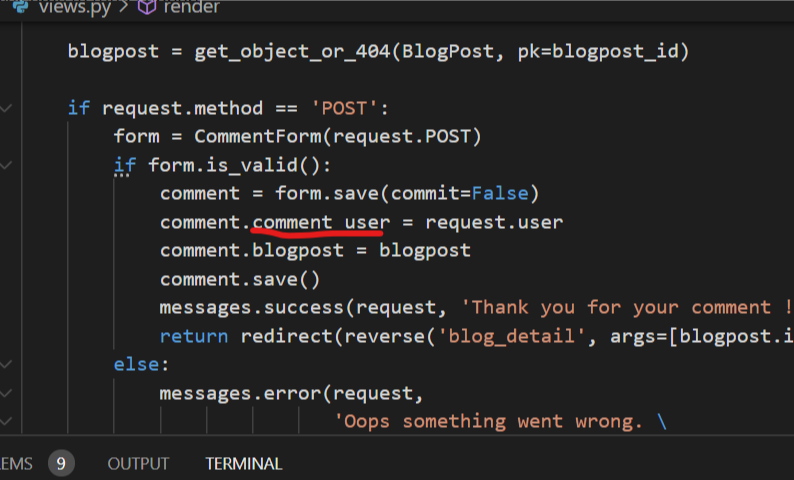 views.py > render
blogpost = get_object_or_404(BlogPost, pk=blogpost_id)
if request.method == 'POST':
form = CommentForm(request.POST)
if form.is_valid():
comment = form.save(commit=False)
comment.comment_user = request.user
comment.blogpost = blogpost
comment.save()
messages.success(request, 'Thank you for your comment !
return redirect(reverse('blog_detail', args=[blogpost.i
else:
messages.error(request,
'Oops something went wrong. \
EMS 9 OUTPUT TERMINAL